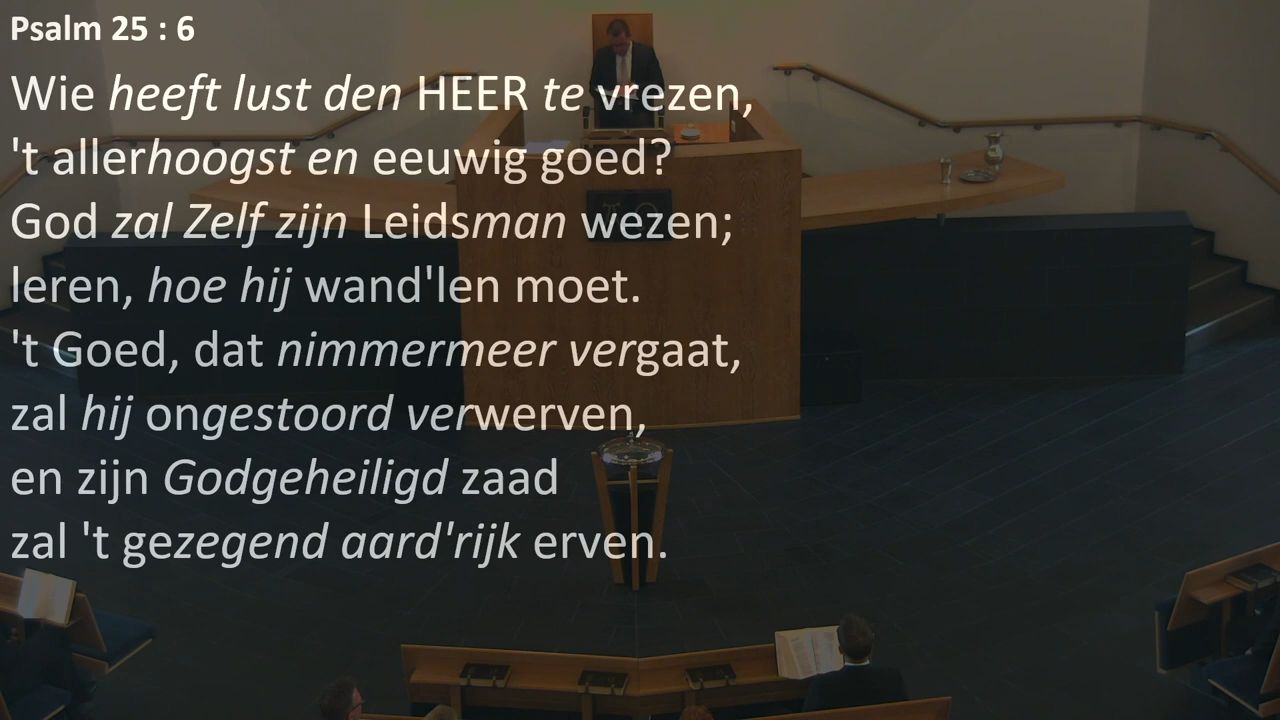 Psalm 25 : 6
Wie heeft lust den HEER te vrezen,
't allerhoogst en eeuwig goed?
God zal Zelf zijn Leidsman wezen;
leren, hoe hij wand'len moet.
't Goed, dat nimmermeer vergaat,
zal hij ongestoord verwerven,
en zijn Godgeheiligd zaad
zal 't gezegend aard'rijk erven.